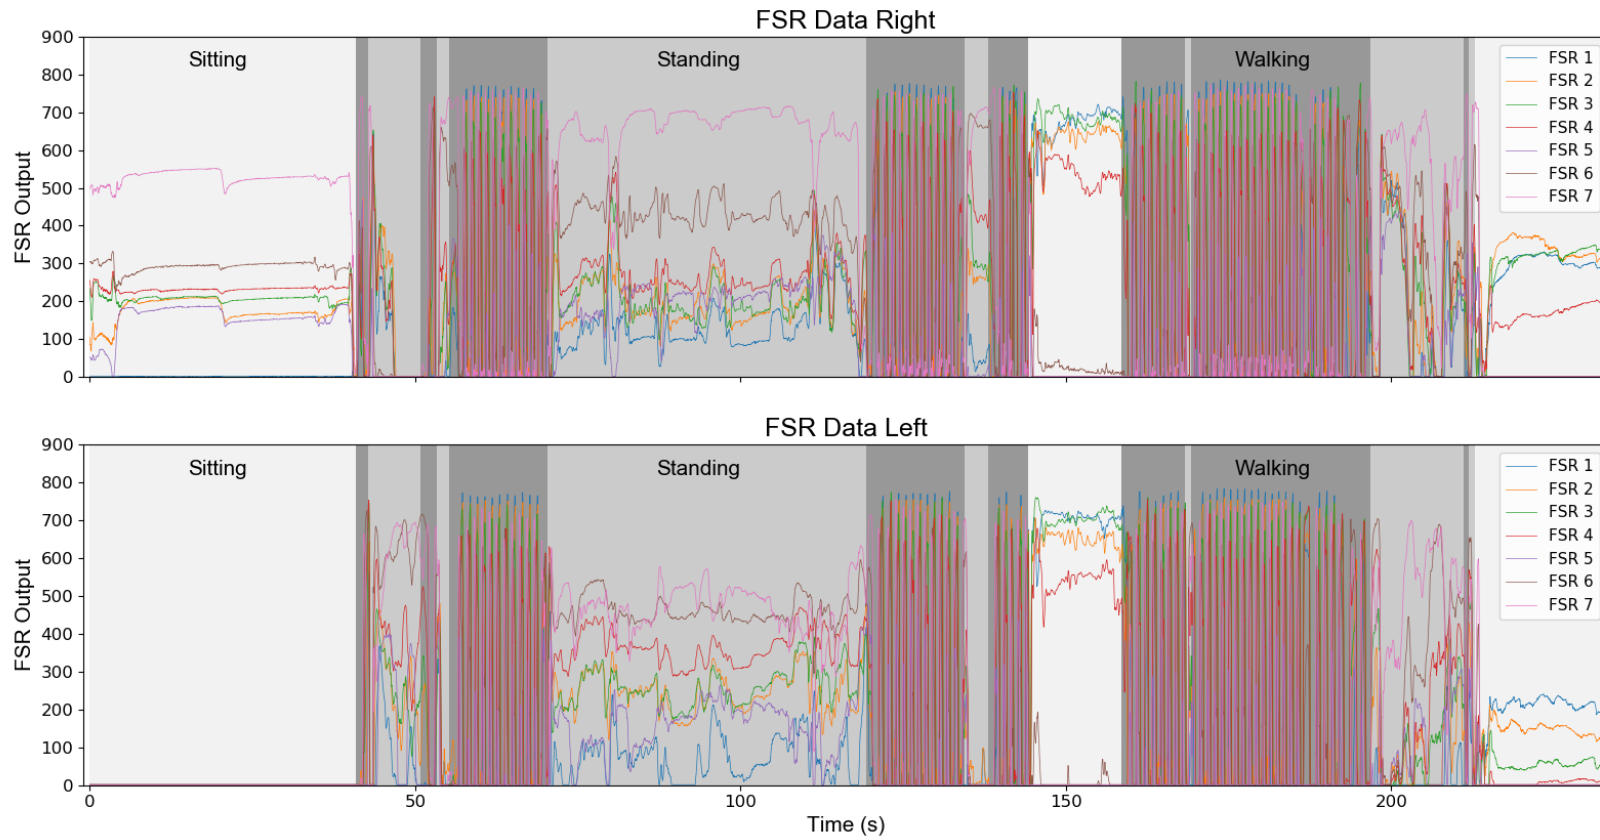 FSR Data Right
900
800
700
600
500
400
300
200
100
0
FSR Output
Sitting
Standing
Walking
FSR 1
FSR 2
FSR 3
FSR 4
FSR 5
FSR 6
FSR 7
FSR Data Left
900
800
700
600
500
400
300
200
100
0
FSR Output
Sitting
Standing
Walking
FSR 1
FSR 2
FSR 3
FSR 4
FSR 5
FSR 6
FSR 7
0
50
100
150
200
Time (s)